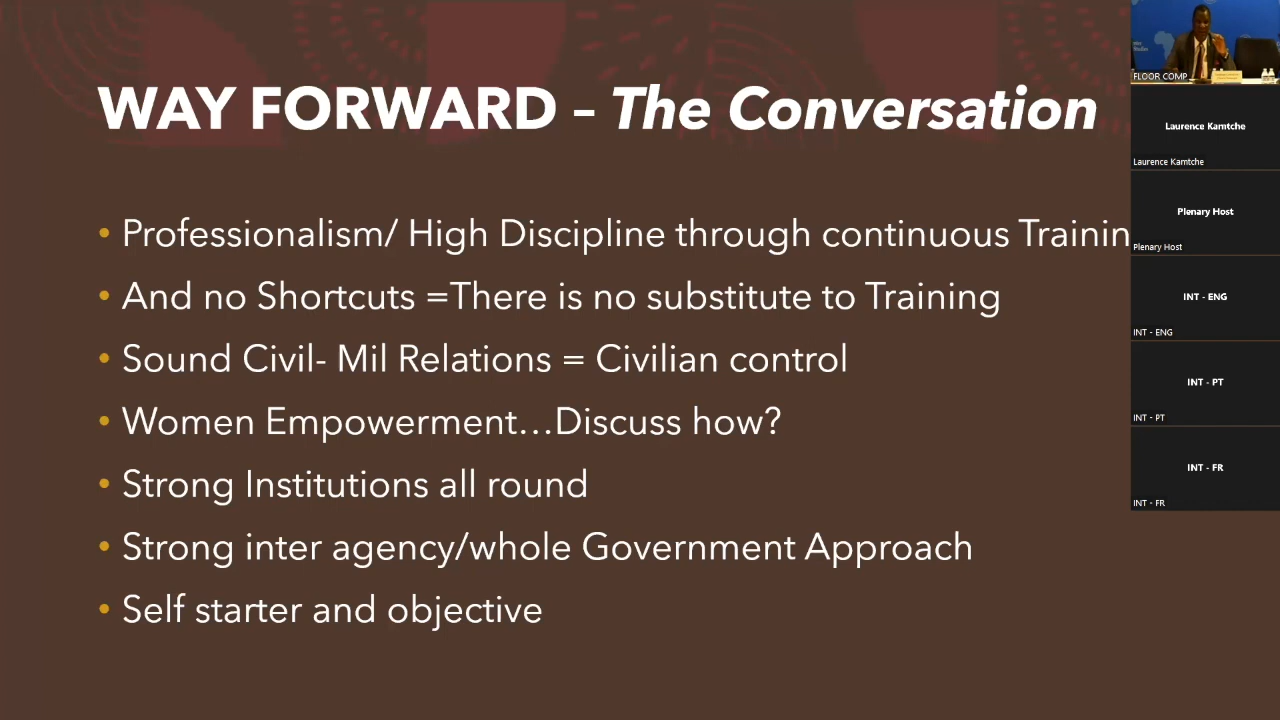 WAY FORWARD – The Conversation
• Professionalism/ High Discipline through continuous Trainin
• And no Shortcuts =There is no substitute to Training
• Sound Civil- Mil Relations = Civilian control
• Women Empowerment…Discuss how?
• Strong Institutions all round
• Strong inter agency/whole Government Approach
• Self starter and objective
FLOOR COMP
Laurence Kamtche
Laurence Kamtche
Plenary Host
Plenary Host
INT - ENG
INT - ENG
INT - PT
INT - PT
INT - FR
INT - FR